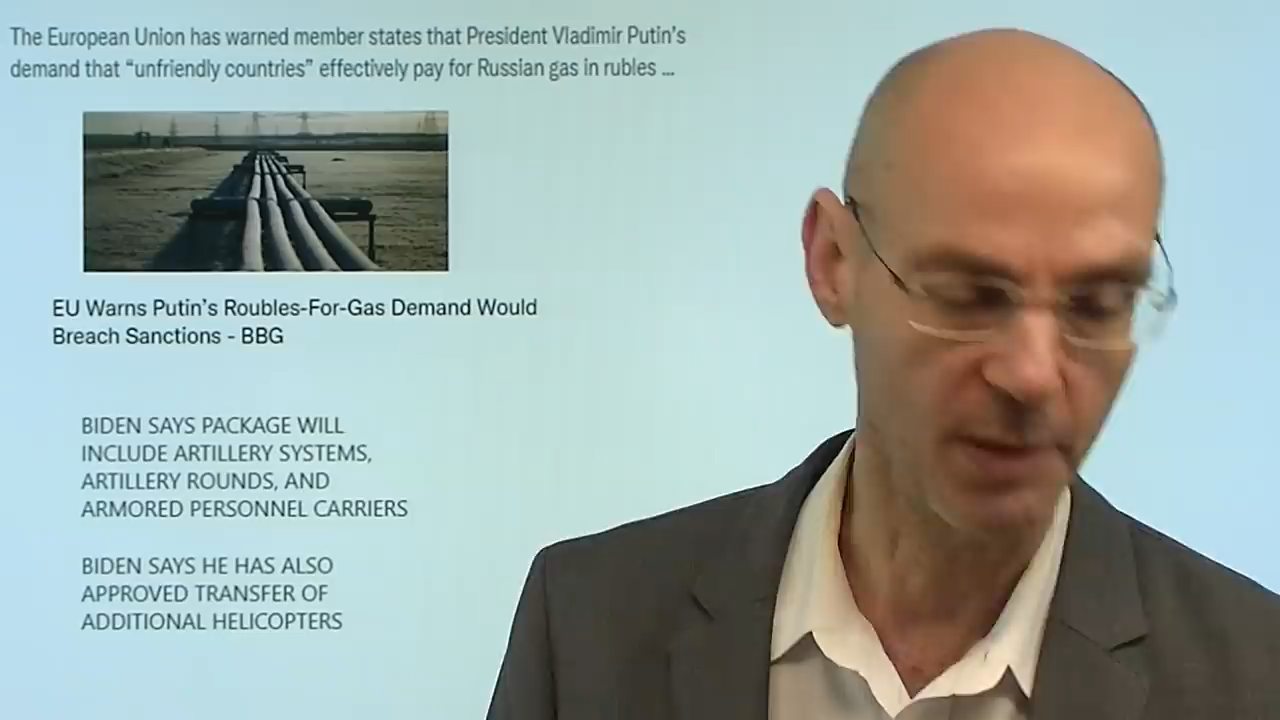 The European Union has warned member states that President Vladimir Putin's
demand that “unfriendly countries” effectively pay for Russian gas in rubles ...
EU Warns Putin's Roubles-For-Gas Demand Would
Breach Sanctions - BBG
BIDEN SAYS PACKAGE WILL
INCLUDE ARTILLERY SYSTEMS,
ARTILLERY ROUNDS, AND
ARMORED PERSONNEL CARRIERS
BIDEN SAYS HE HAS ALSO
APPROVED TRANSFER OF
ADDITIONAL HELICOPTERS